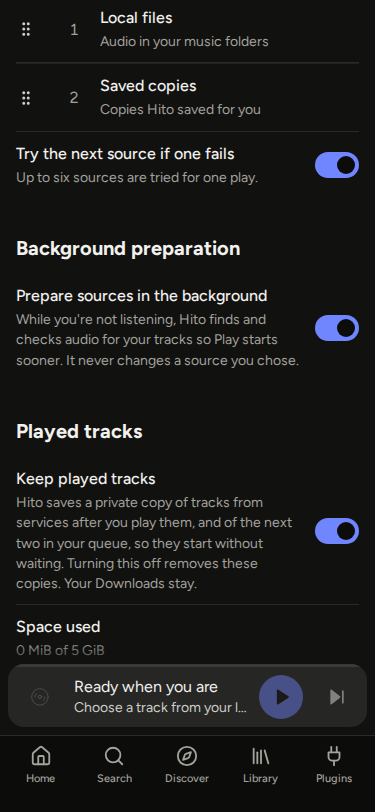 1
Local files
Audio in your music folders
2
Saved copies
Copies Hito saved for you
Try the next source if one fails
Up to six sources are tried for one play.
Background preparation
Prepare sources in the background
While you're not listening, Hito finds and
checks audio for your tracks so Play starts
sooner. It never changes a source you chose.
Played tracks
Keep played tracks
Hito saves a private copy of tracks from
services after you play them, and of the next
two in your queue, so they start without
waiting. Turning this off removes these
copies. Your Downloads stay.
Space used
0 MiB of 5 GiB
Ready when you are
Choose a track from your l...
Home
Search
Discover
Library
Plugins